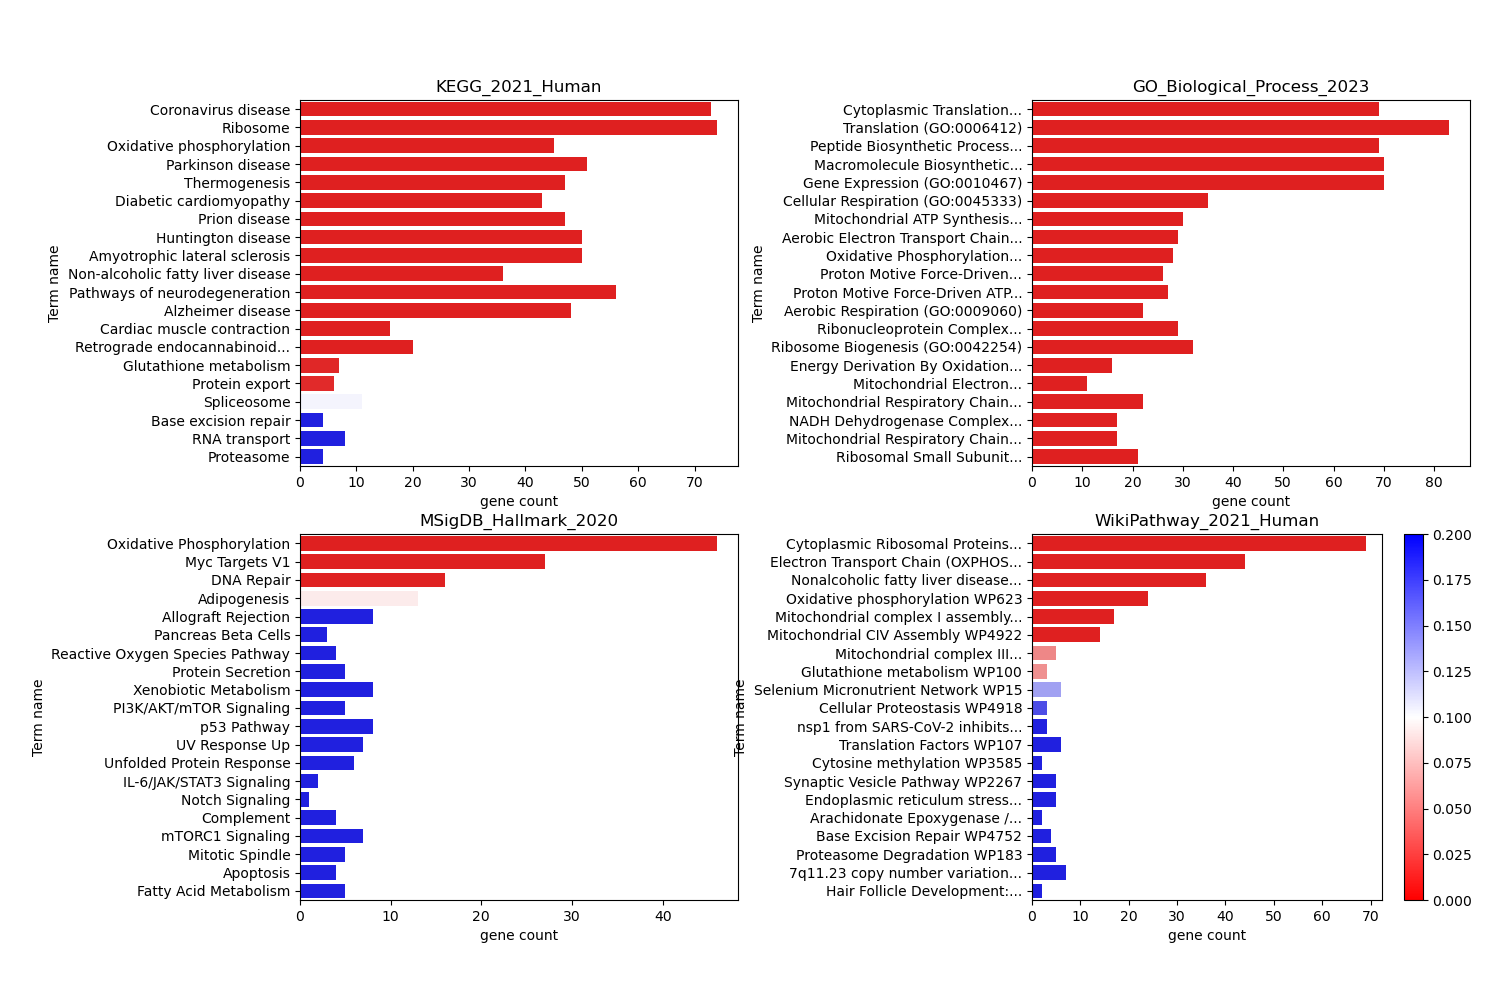 KEGG_2021_Human
Term name
Coronavirus disease
Ribosome
Oxidative phosphorylation
Parkinson disease
Thermogenesis
Diabetic cardiomyopathy
Prion disease
Huntington disease
Amyotrophic lateral sclerosis
Non-alcoholic fatty liver disease
Pathways of neurodegeneration
Alzheimer disease
Cardiac muscle contraction
Retrograde endocannabinoid...
Glutathione metabolism
Protein export
Spliceosome
Base excision repair
RNA transport
Proteasome
0 10 20 30 40 50 60 70
gene count
GO_Biological_Process_2023
Term name
Cytoplasmic Translation...
Translation (GO:0006412)
Peptide Biosynthetic Process...
Macromolecule Biosynthetic...
Gene Expression (GO:0010467)
Cellular Respiration (GO:0045333)
Mitochondrial ATP Synthesis...
Aerobic Electron Transport Chain...
Oxidative Phosphorylation...
Proton Motive Force-Driven...
Proton Motive Force-Driven ATP...
Aerobic Respiration (GO:0009060)
Ribonucleoprotein Complex...
Ribosome Biogenesis (GO:0042254)
Energy Derivation By Oxidation...
Mitochondrial Electron...
Mitochondrial Respiratory Chain...
NADH Dehydrogenase Complex...
Mitochondrial Respiratory Chain...
Ribosomal Small Subunit...
0 10 20 30 40 50 60 70 80
gene count
MSigDB_Hallmark_2020
Term name
Oxidative Phosphorylation
Myc Targets V1
DNA Repair
Adipogenesis
Allograft Rejection
Pancreas Beta Cells
Reactive Oxygen Species Pathway
Protein Secretion
Xenobiotic Metabolism
PI3K/AKT/mTOR Signaling
p53 Pathway
UV Response Up
Unfolded Protein Response
IL-6/JAK/STAT3 Signaling
Notch Signaling
Complement
mTORC1 Signaling
Mitotic Spindle
Apoptosis
Fatty Acid Metabolism
0 10 20 30 40
gene count
WikiPathway_2021_Human
Term name
Cytoplasmic Ribosomal Proteins...
Electron Transport Chain (OXPHOS...
Nonalcoholic fatty liver disease...
Oxidative phosphorylation WP623
Mitochondrial complex I assembly...
Mitochondrial CIV Assembly WP4922
Mitochondrial complex III...
Glutathione metabolism WP100
Selenium Micronutrient Network WP15
Cellular Proteostasis WP4918
nsp1 from SARS-CoV-2 inhibits...
Translation Factors WP107
Cytosine methylation WP3585
Synaptic Vesicle Pathway WP2267
Endoplasmic reticulum stress...
Arachidonate Epoxygenase /...
Base Excision Repair WP4752
Proteasome Degradation WP183
7q11.23 copy number variation...
Hair Follicle Development:...
0 10 20 30 40 50 60 70
gene count
0.200
0.175
0.150
0.125
0.100
0.075
0.050
0.025
0.000